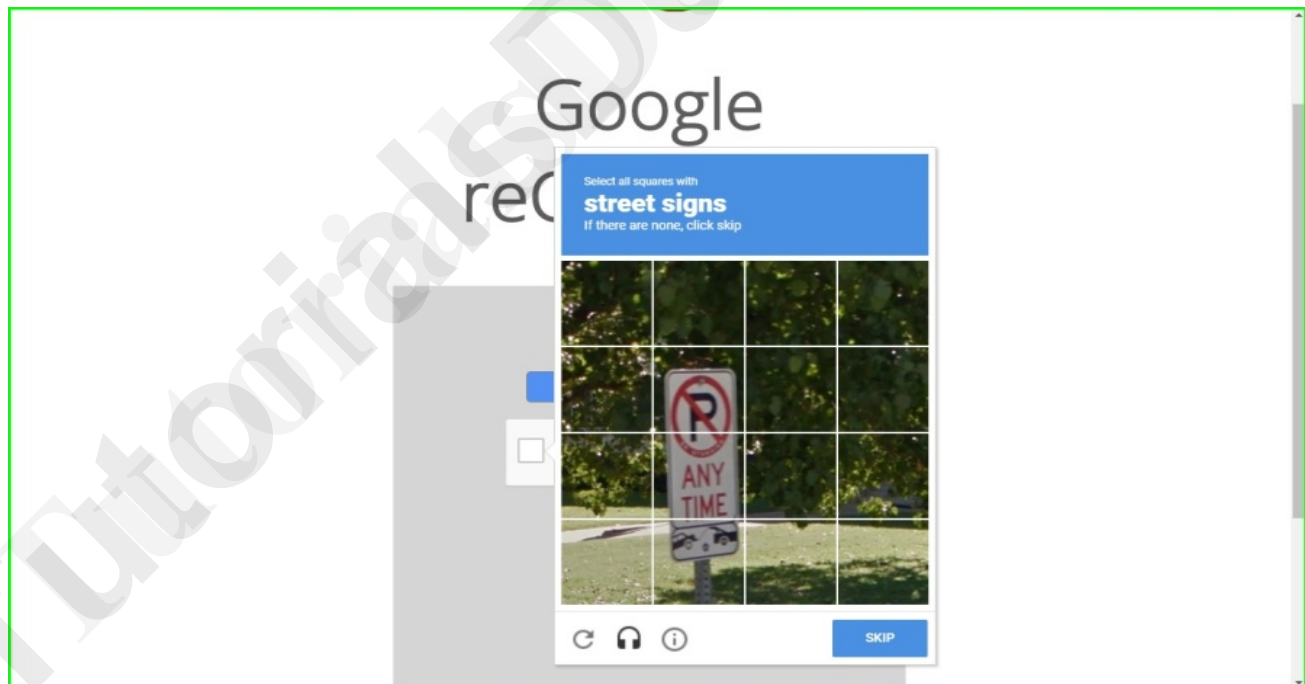 Google
reC
Select all squares with
street signs
If there are none, click skip
P
ANY
TIME
SKIP